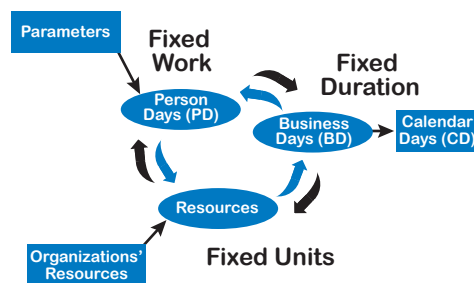 Parameters
Fixed
Work
Fixed
Duration
Person
Days (PD)
Business
Days (BD)
Calendar
Days (CD)
Resources
Organizations'
Resources
Fixed Units